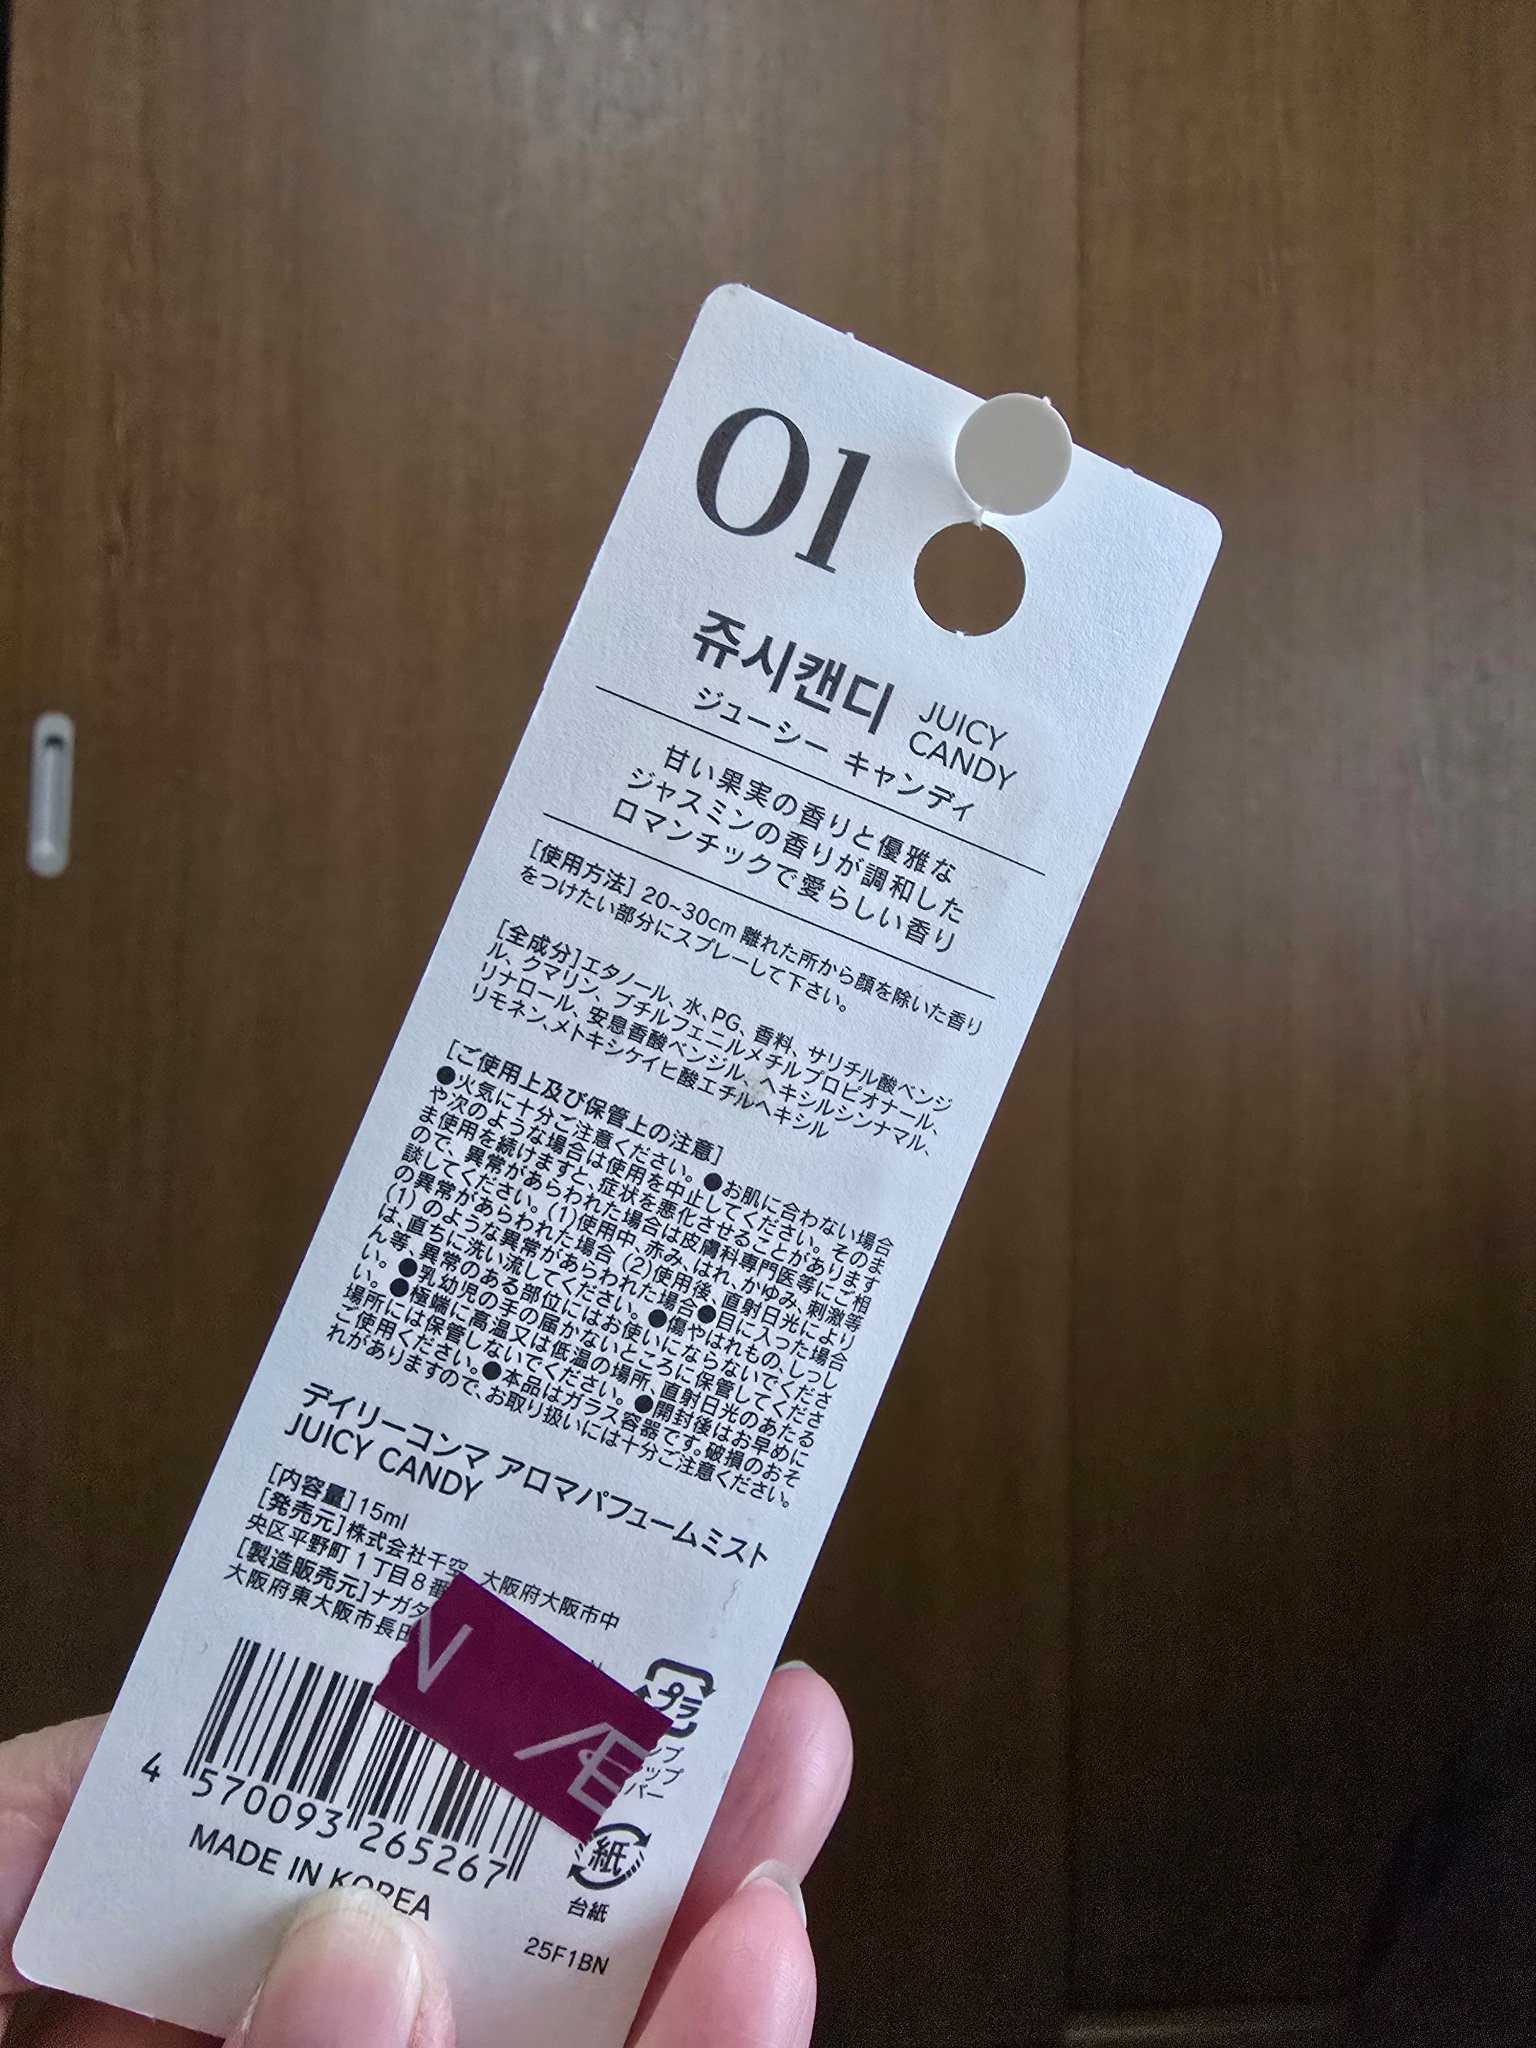 01
쥬시캔디 JUICY CANDY
ジューシー キャンディ
甘い果実の香りと優雅な
ジャスミンの香りが調和した
ロマンチックで愛らしい香り
[使用方法] 20~30cm 離れた所から顔を除いた香り
をつけたい部分にスプレーして下さい。
[全成分]エタノール、水、PG、香料、サリチル酸ベンジ
ル、クマリン、ブチルフェニルメチルプロピオナール、
リナロール、安息香酸ベンジル、ヘキシルシンナマル、
リモネン、メトキシケイヒ酸エチルヘキシル
[ご使用上及び保管上の注意]
●火気に十分ご注意ください。●お肌に合わない場合
や次のような場合は使用を中止してください。そのま
ま使用を続けますと、症状を悪化させることがあります
ので、異常があらわれた場合は皮膚科専門医等にご相
談してください。(1)使用中、赤み、はれ、かゆみ、刺激等
の異常があらわれた場合 (2)使用後、直射日光により
(1) のような異常があらわれた場合●目に入った場合
は、直ちに洗い流してください。●傷やはれもの、しっし
ん等、異常のある部位にはお使いにならないでくださ
い。●乳幼児の手の届かないところに保管してくださ
い。●極端に高温又は低温の場所、直射日光のあたる
場所には保管しないでください。●開封後はお早めに
ご使用ください。●本品はガラス容器です。破損のおそ
れがありますので、お取り扱いには十分ご注意ください。
デイリーコンマ アロマパフュームミスト
JUICY CANDY
[内容量]15ml
[発売元]株式会社千空 大阪府大阪市中
央区平野町1丁目8番
[製造販売元]ナガタ
大阪府東大阪市長田
プラ
紙
台紙
4 570093 265267
MADE IN KOREA
25F1BN